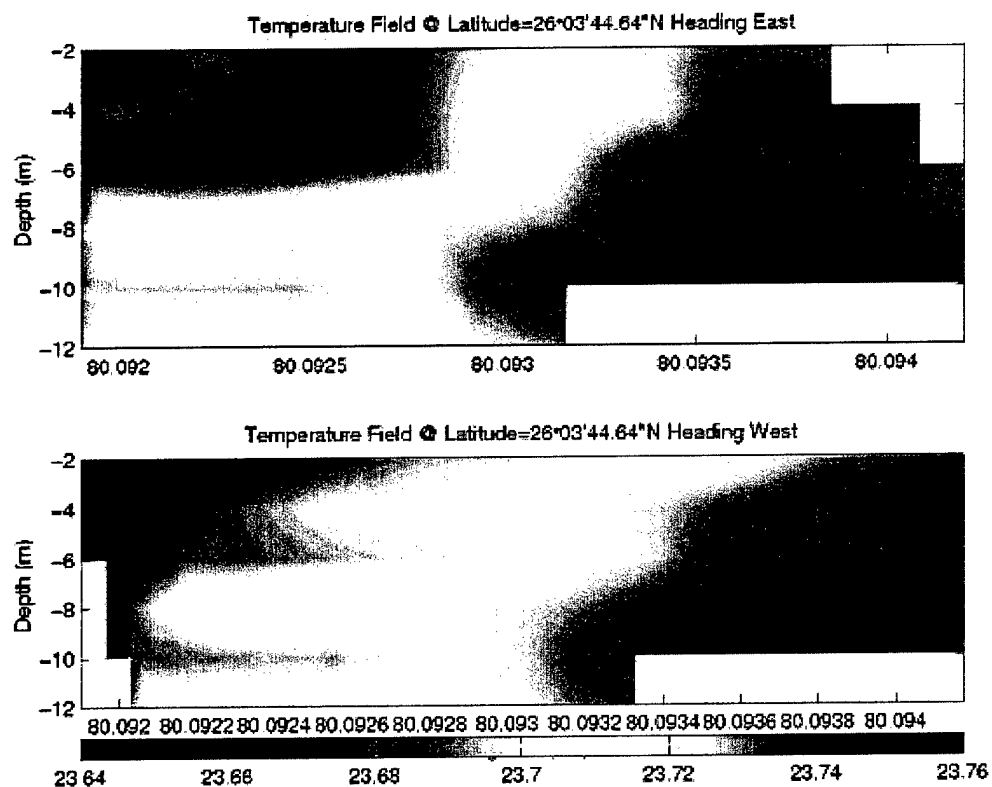 Temperature Field @ Latitude=26°03'44.64"N Heading East
-2
-4
-6
-8
-10
-12
Depth (m)
80.092 80.0925 80.093 80.0935 80.094
Temperature Field @ Latitude=26°03'44.64"N Heading West
-2
-4
-6
-8
-10
-12
Depth (m)
80.092 80.0922 80.0924 80.0926 80.0928 80.093 80.0932 80.0934 80.0936 80.0938 80.094
23.64 23.66 23.68 23.7 23.72 23.74 23.76